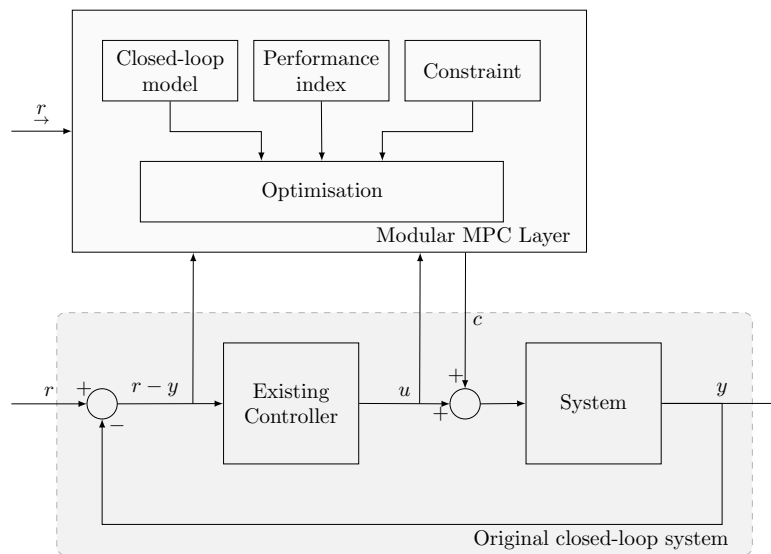 Closed-loop
model
Performance
index
Constraint
r
→
Optimisation
Modular MPC Layer
c
r
+
−
r − y
Existing
Controller
u
+
+
System
y
Original closed-loop system